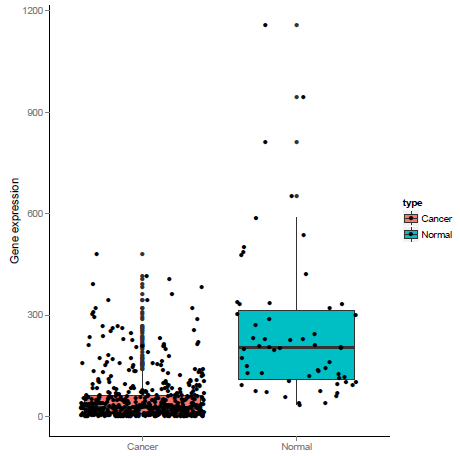 1200
900
600
300
0
Gene expression
Cancer
Normal
type
Cancer
Normal